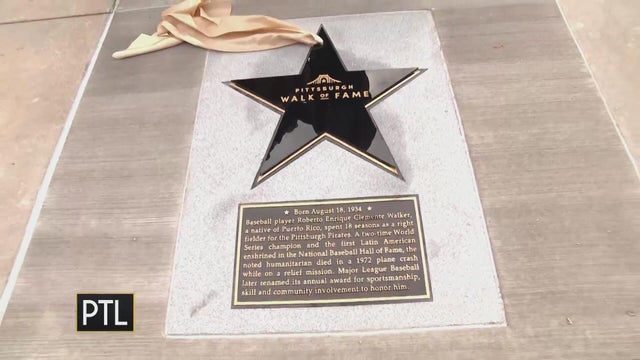 PITTSBURGH
WALK OF FAME
★ Born August 18, 1934 ★
Baseball player Roberto Enrique Clemente Walker,
a native of Puerto Rico, spent 18 seasons as a right
fielder for the Pittsburgh Pirates. A two-time World
Series champion and the first Latin American
enshrined in the National Baseball Hall of Fame, the
noted humanitarian died in a 1972 plane crash
while on a relief mission. Major League Baseball
later renamed its annual award for sportsmanship,
skill and community involvement to honor him.
PTL